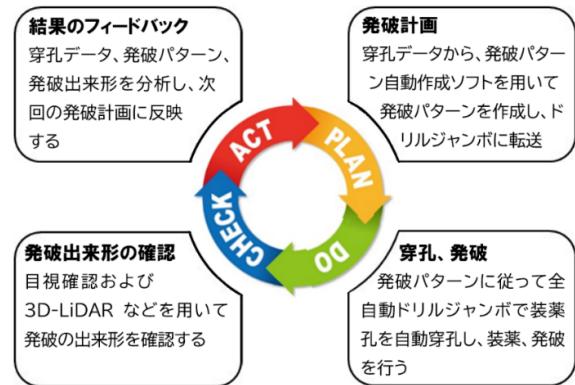 結果のフィードバック
穿孔データ、発破パターン、
発破出来形を分析し、次
回の発破計画に反映
する
発破計画
穿孔データから、発破パター
ン自動作成ソフトを用いて
発破パターンを作成し、ド
リルジャンボに転送
ACT
PLAN
CHECK
DO
発破出来形の確認
目視確認および
3D-LiDAR などを用いて
発破の出来形を確認する
穿孔、発破
発破パターンに従って全
自動ドリルジャンボで装薬
孔を自動穿孔し、装薬、発破
を行う